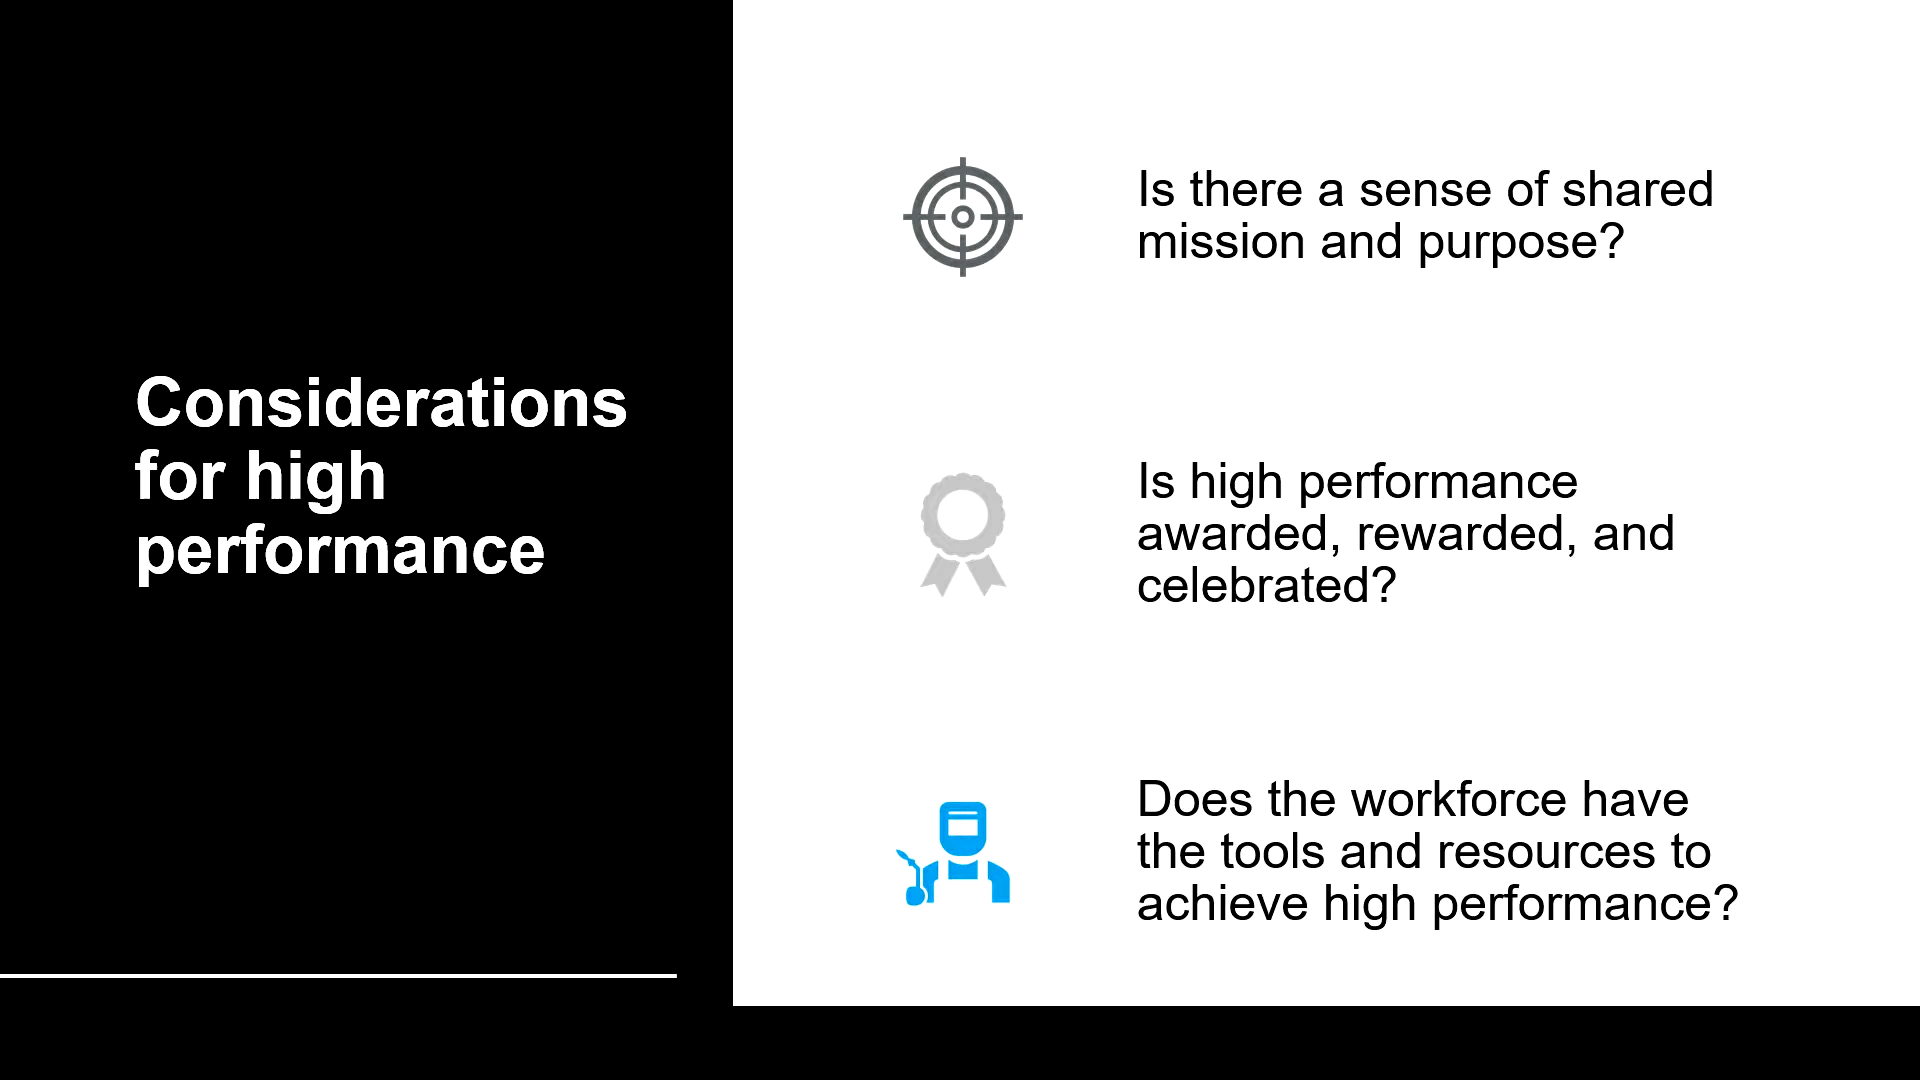 Considerations
for high
performance
Is there a sense of shared
mission and purpose?
Is high performance
awarded, rewarded, and
celebrated?
Does the workforce have
the tools and resources to
achieve high performance?